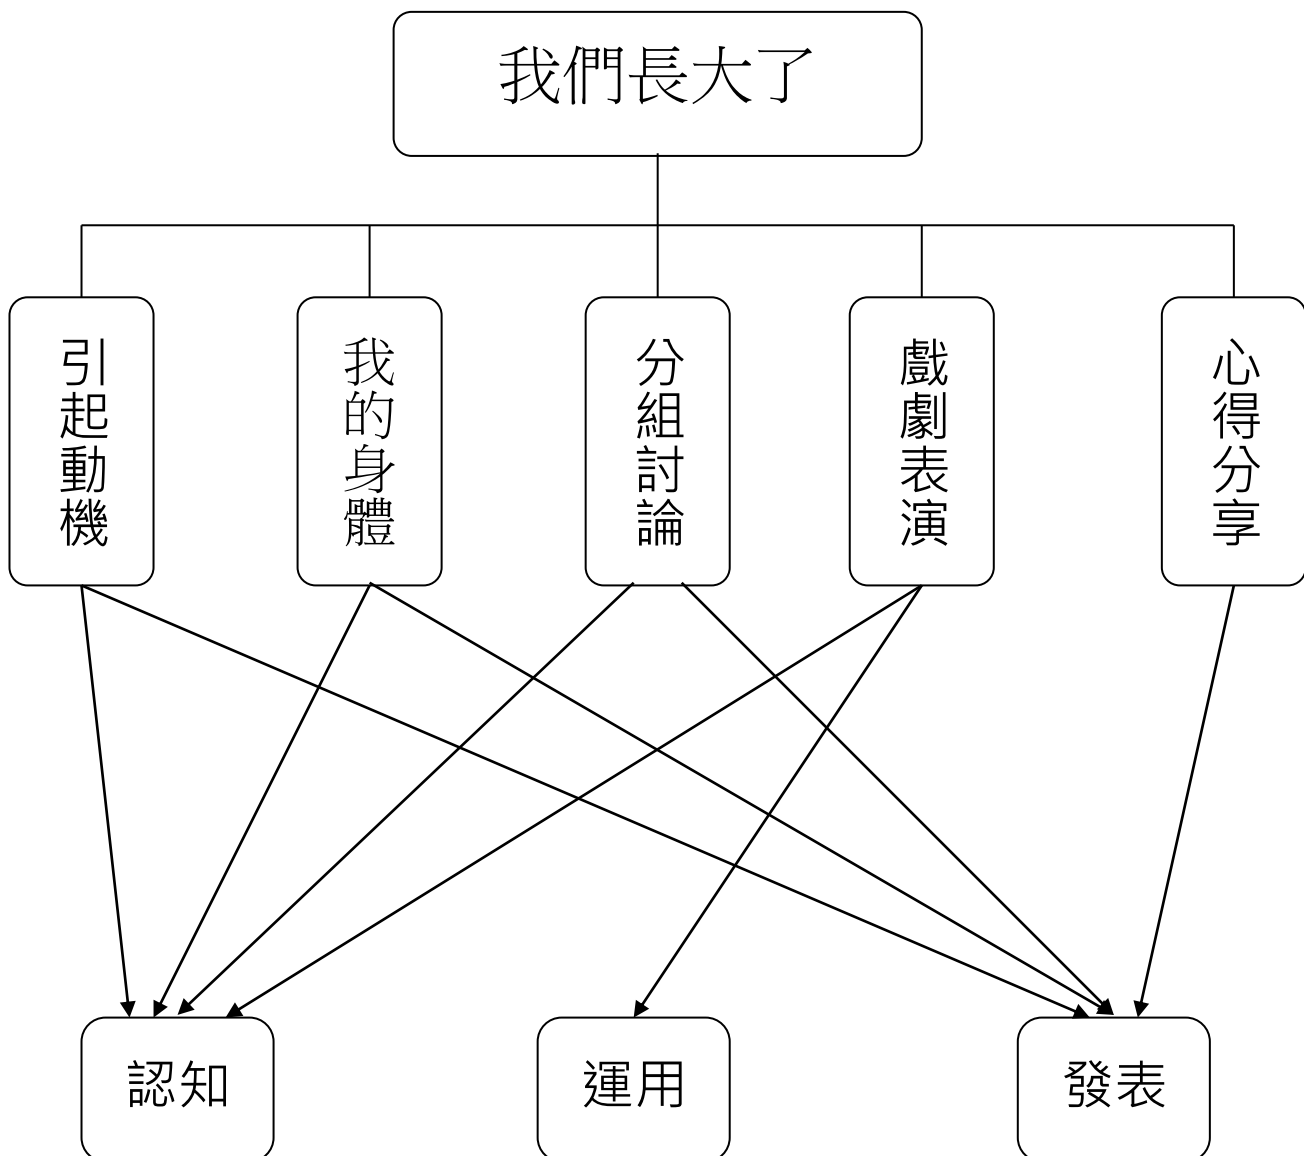 我們長大了
引起動機
我的身體
分組討論
戲劇表演
心得分享
認知
運用
發表